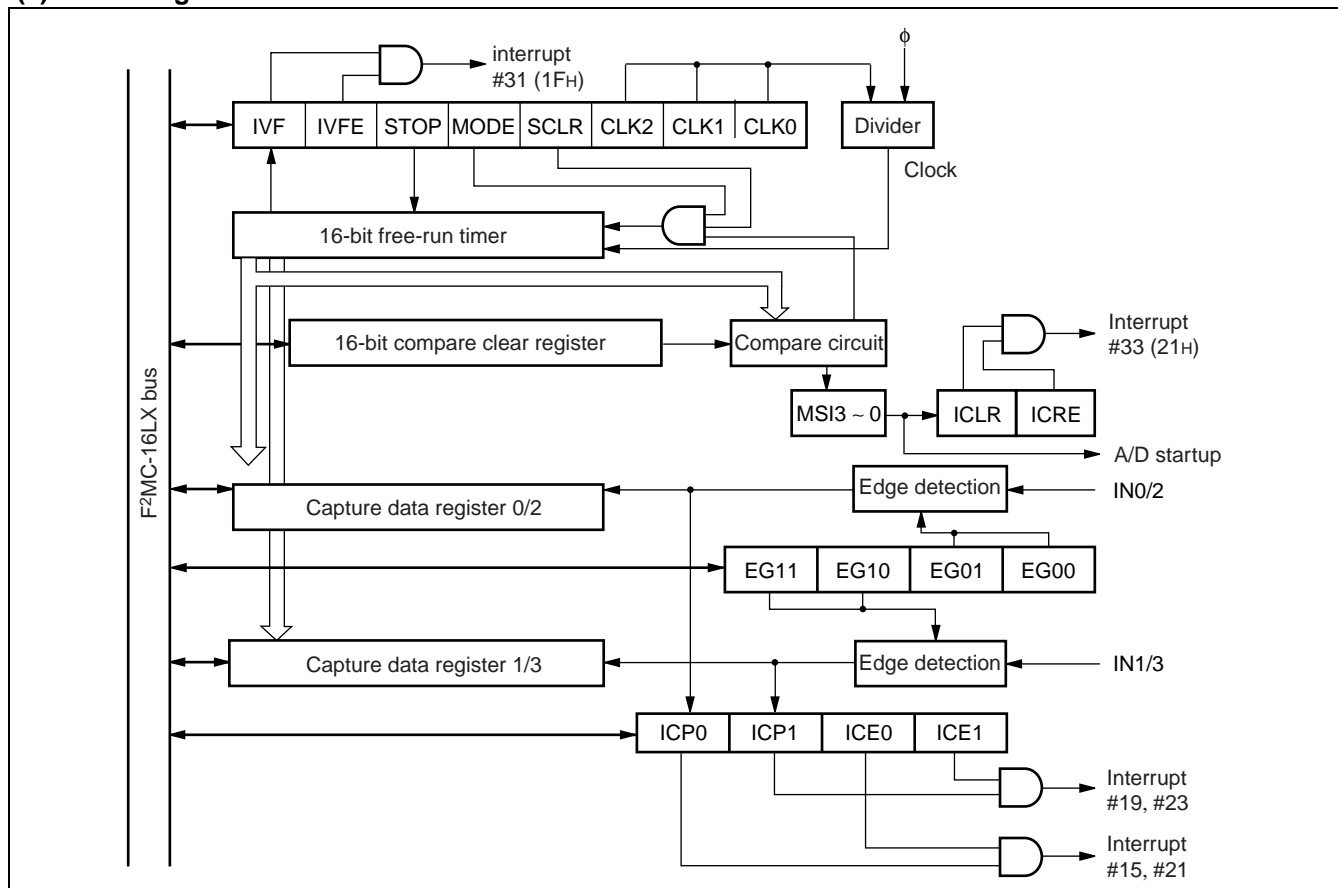 ϕ
interrupt
#31 (1FH)
IVF IVFE STOP MODE SCLR CLK2 CLK1 CLK0
Divider
Clock
16-bit free-run timer
16-bit compare clear register
Compare circuit
Interrupt
#33 (21H)
MSI3 ~ 0
ICLR ICRE
A/D startup
F2MC-16LX bus
Capture data register 0/2
Edge detection
IN0/2
EG11 EG10 EG01 EG00
Capture data register 1/3
Edge detection
IN1/3
ICP0 ICP1 ICE0 ICE1
Interrupt
#19, #23
Interrupt
#15, #21